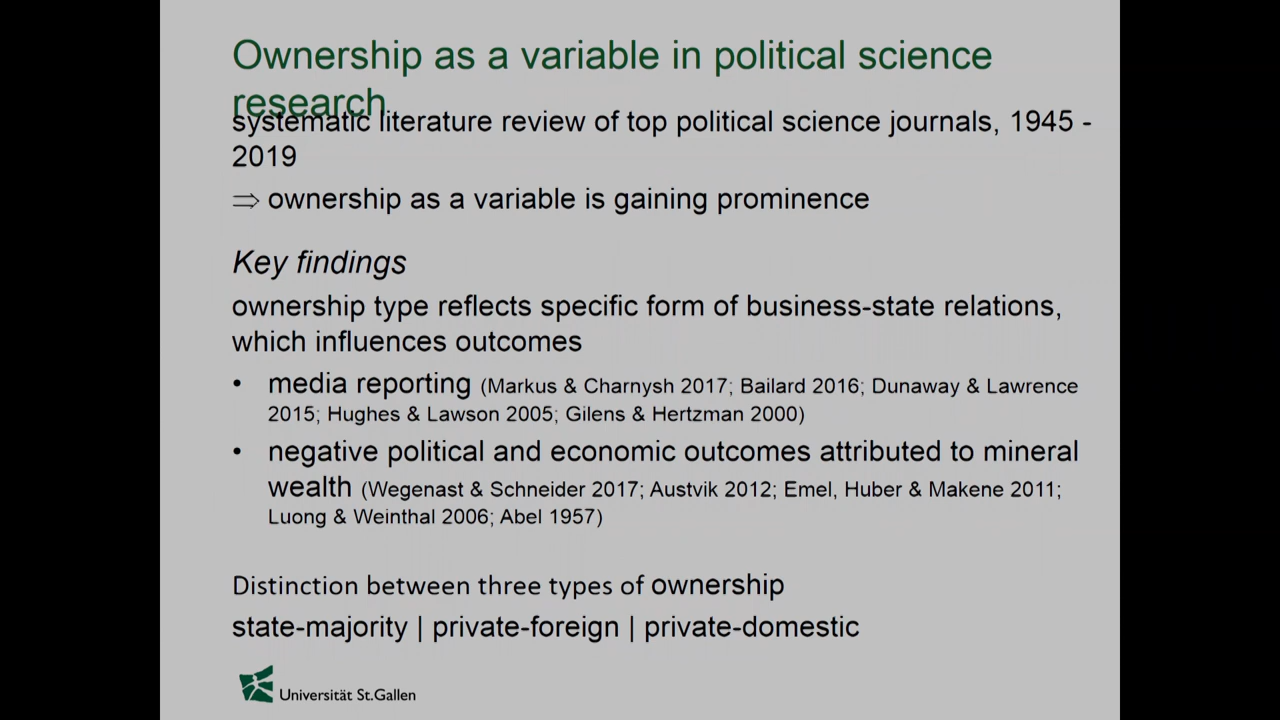 Ownership as a variable in political science
research
systematic literature review of top political science journals, 1945 -
2019
⇒ ownership as a variable is gaining prominence
Key findings
ownership type reflects specific form of business-state relations,
which influences outcomes
• media reporting (Markus & Charnysh 2017; Bailard 2016; Dunaway & Lawrence
2015; Hughes & Lawson 2005; Gilens & Hertzman 2000)
• negative political and economic outcomes attributed to mineral
wealth (Wegenast & Schneider 2017; Austvik 2012; Emel, Huber & Makene 2011;
Luong & Weinthal 2006; Abel 1957)
Distinction between three types of ownership
state-majority | private-foreign | private-domestic
Universität St.Gallen